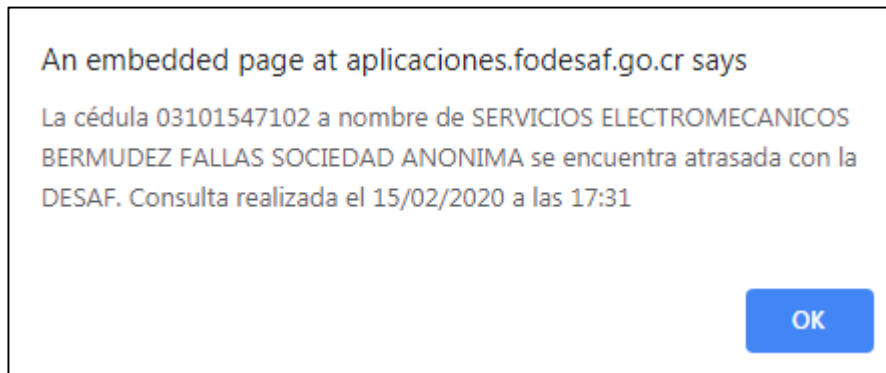 An embedded page at aplicaciones.fodesaf.go.cr says
La cédula 03101547102 a nombre de SERVICIOS ELECTROMECANICOS
BERMUDEZ FALLAS SOCIEDAD ANONIMA se encuentra atrasada con la
DESAF. Consulta realizada el 15/02/2020 a las 17:31
OK